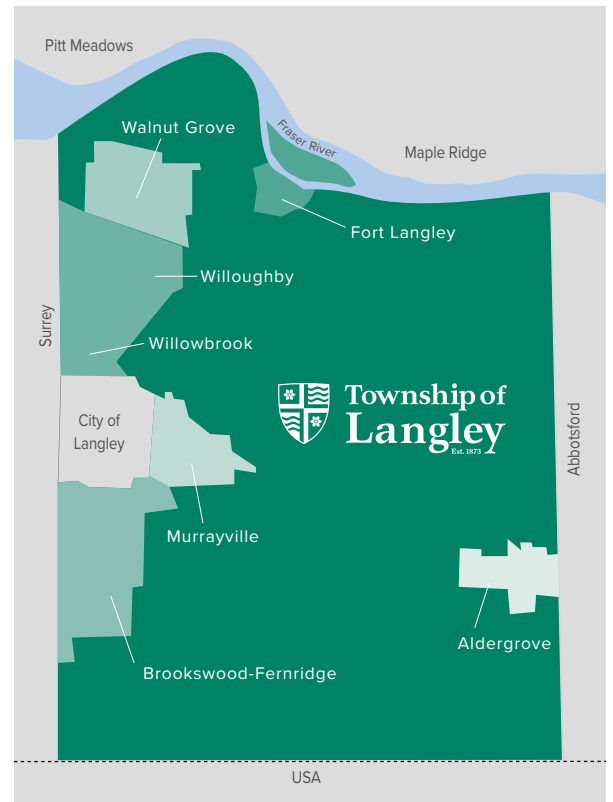 Pitt Meadows
Walnut Grove
Fraser River
Maple Ridge
Fort Langley
Willoughby
Surrey
Willowbrook
City of
Langley
Township of
Langley
Est. 1873
Abbotsford
Murrayville
Aldergrove
Brookswood-Fernridge
USA